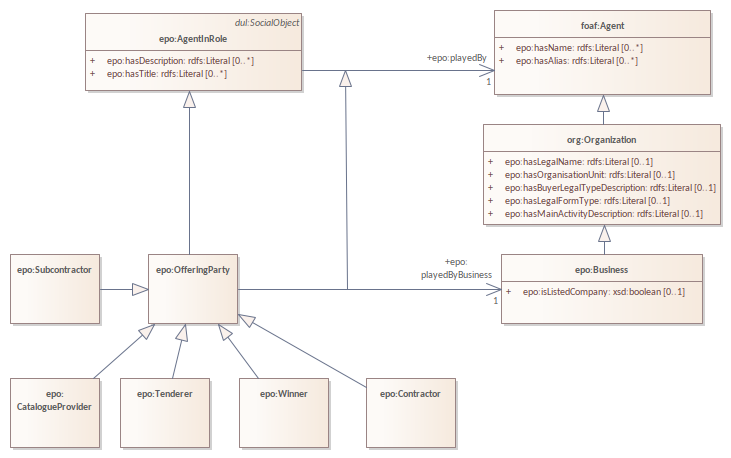 dul:SocialObject
epo:AgentInRole
+ epo:hasDescription: rdfs:Literal [0..*]
+ epo:hasTitle: rdfs:Literal [0..*]
foaf:Agent
+ epo:hasName: rdfs:Literal [0..*]
+ epo:hasAlias: rdfs:Literal [0..*]
+epo:playedBy
1
org:Organization
+ epo:hasLegalName: rdfs:Literal [0..1]
+ epo:hasOrganisationUnit: rdfs:Literal [0..1]
+ epo:hasBuyerLegalTypeDescription: rdfs:Literal [0..1]
+ epo:hasLegalFormType: rdfs:Literal [0..1]
+ epo:hasMainActivityDescription: rdfs:Literal [0..1]
epo:Subcontractor
epo:OfferingParty
+epo:
playedByBusiness
1
epo:Business
+ epo:isListedCompany: xsd:boolean [0..1]
epo:
CatalogueProvider
epo:Tenderer
epo:Winner
epo:Contractor